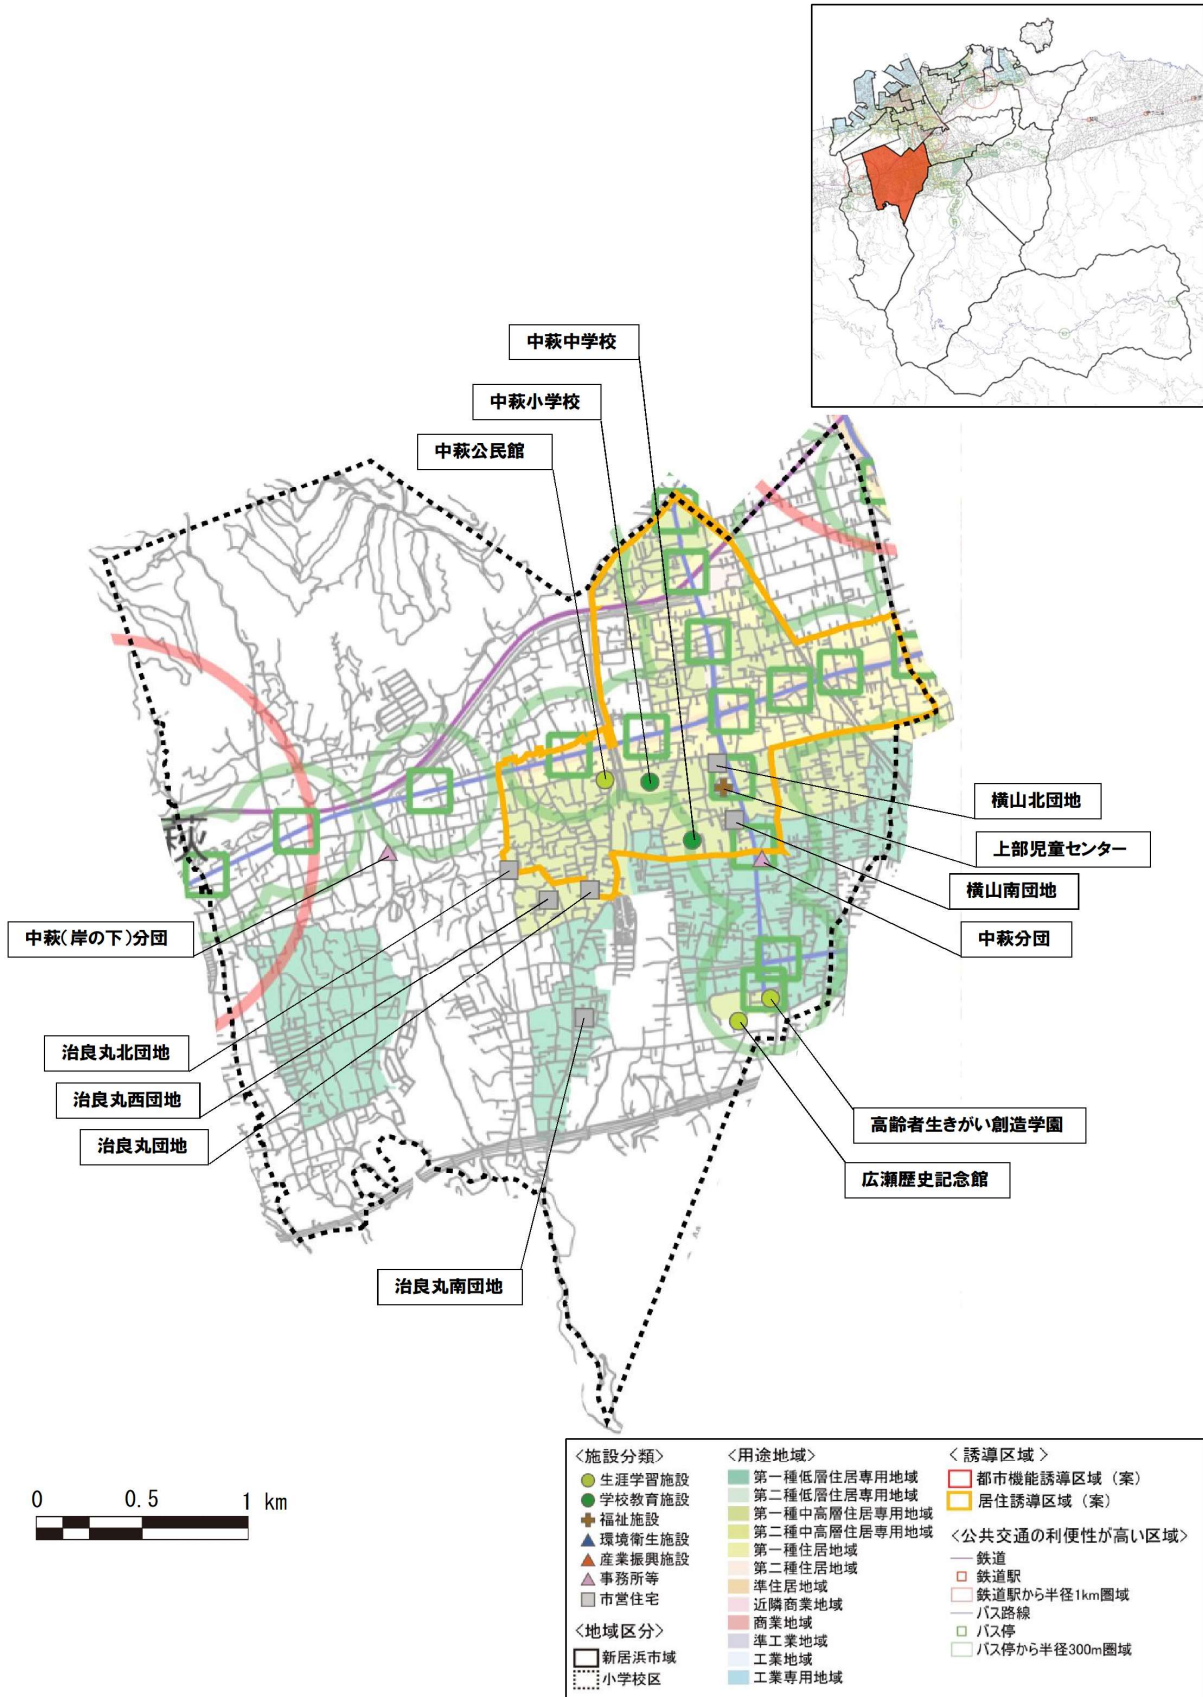 中萩中学校
中萩小学校
中萩公民館
萩
横山北団地
上部児童センター
横山南団地
中萩(岸の下)分団
中萩分団
治良丸北団地
治良丸西団地
治良丸団地
高齢者生きがい創造学園
広瀬歴史記念館
治良丸南団地
0 0.5 1 km
<施設分類>
生涯学習施設
学校教育施設
福祉施設
環境衛生施設
産業振興施設
事務所等
市営住宅
<地域区分>
新居浜市域
小学校区
<用途地域>
第一種低層住居専用地域
第二種低層住居専用地域
第一種中高層住居専用地域
第二種中高層住居専用地域
第一種住居地域
第二種住居地域
準住居地域
近隣商業地域
商業地域
準工業地域
工業地域
工業専用地域
<誘導区域>
都市機能誘導区域(案)
居住誘導区域(案)
<公共交通の利便性が高い区域>
鉄道
鉄道駅
鉄道駅から半径1km圏域
バス路線
バス停
バス停から半径300m圏域